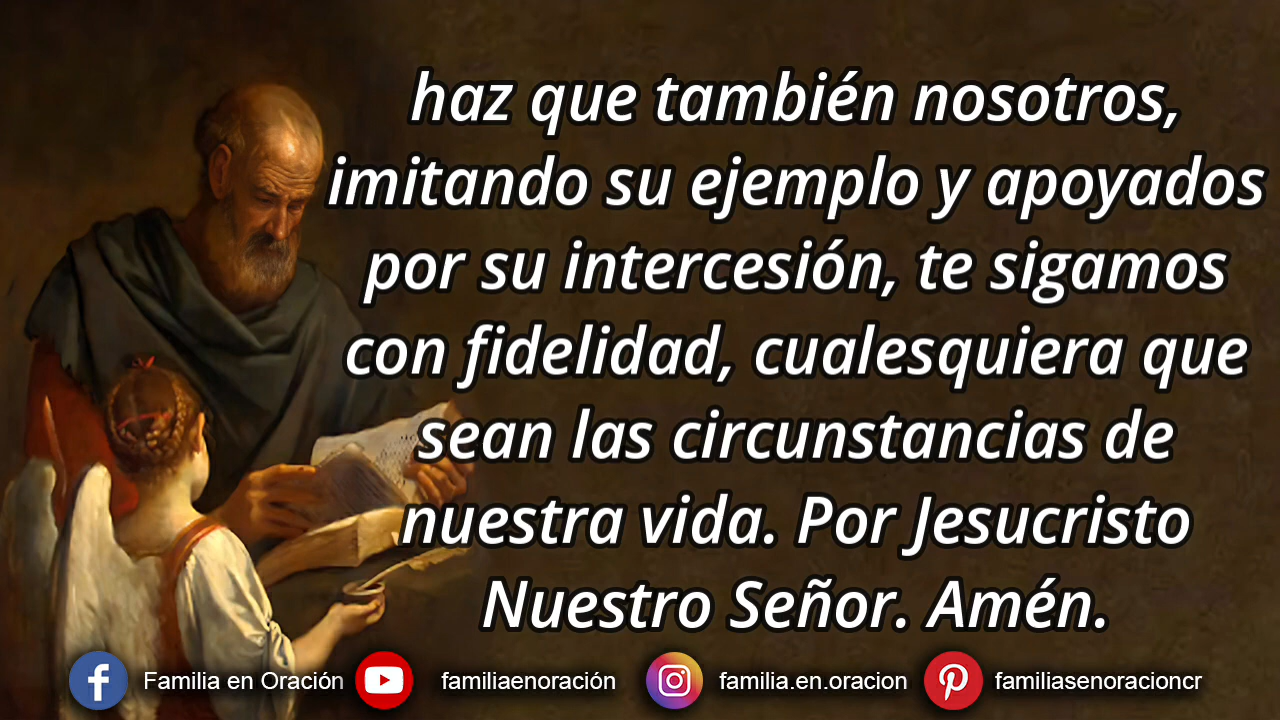 haz que también nosotros,
imitando su ejemplo y apoyados
por su intercesión, te sigamos
con fidelidad, cualesquiera que
sean las circunstancias de
nuestra vida. Por Jesucristo
Nuestro Señor. Amén.
Familia en Oración familiaenoración familia.en.oracion familiasenoracioncr